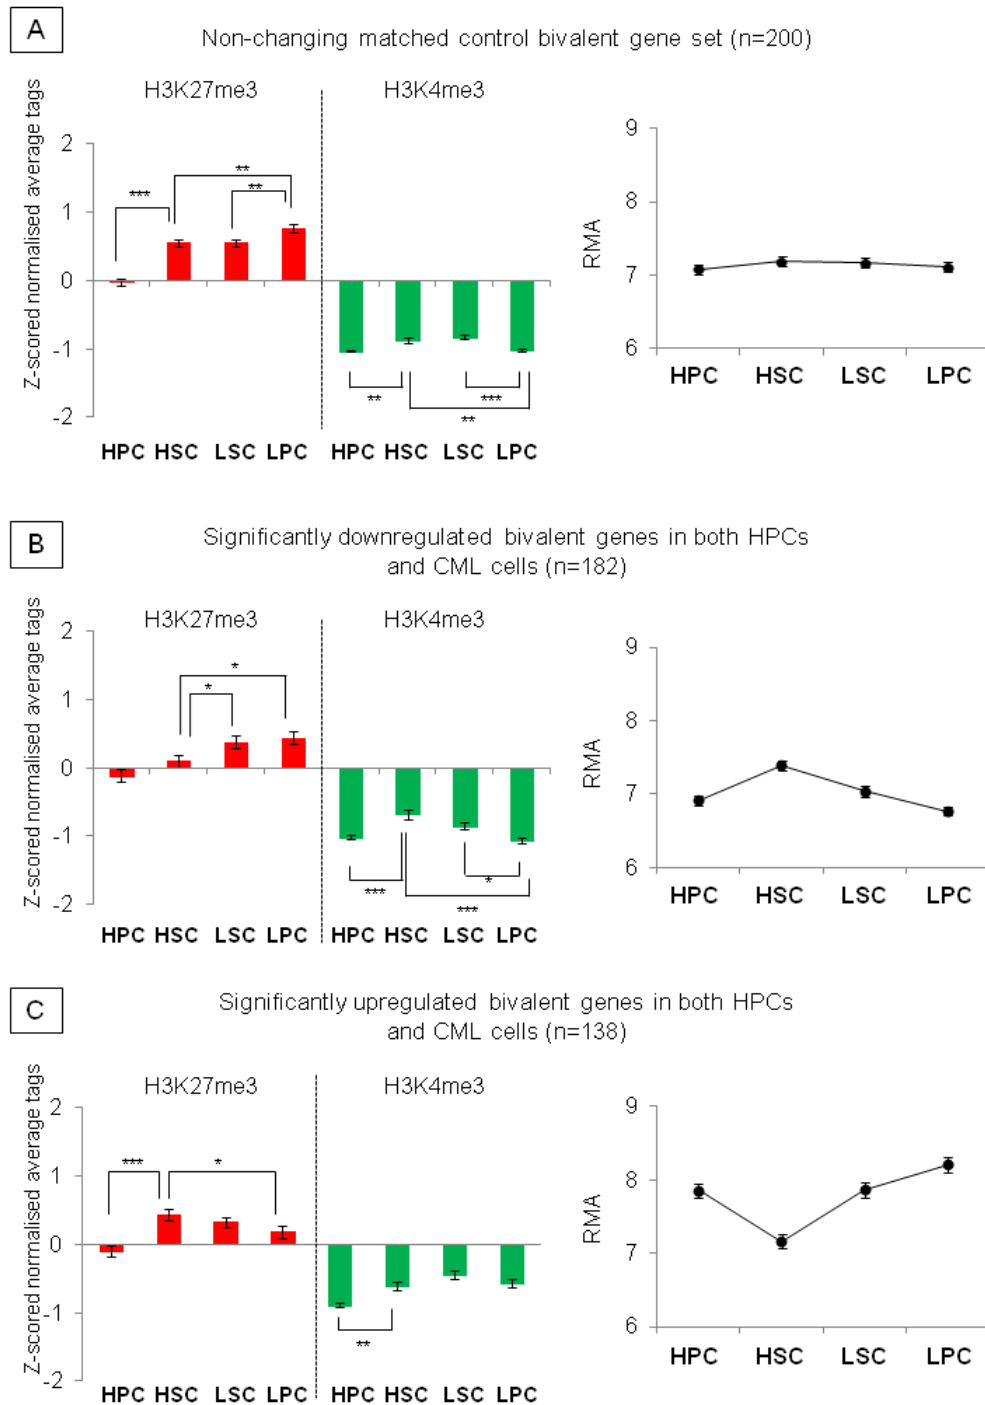 A
Non-changing matched control bivalent gene set (n=200)
H3K27me3
H3K4me3
Z-scored normalised average tags
2
1
0
-1
-2
***
**
**
**
***
**
HPC HSC LSC LPC HPC HSC LSC LPC
RMA
9
8
7
6
HPC HSC LSC LPC
B
Significantly downregulated bivalent genes in both HPCs
and CML cells (n=182)
H3K27me3
H3K4me3
Z-scored normalised average tags
2
1
0
-1
-2
*
*
***
*
***
HPC HSC LSC LPC HPC HSC LSC LPC
RMA
9
8
7
6
HPC HSC LSC LPC
C
Significantly upregulated bivalent genes in both HPCs
and CML cells (n=138)
H3K27me3
H3K4me3
Z-scored normalised average tags
2
1
0
-1
-2
***
*
**
HPC HSC LSC LPC HPC HSC LSC LPC
RMA
9
8
7
6
HPC HSC LSC LPC